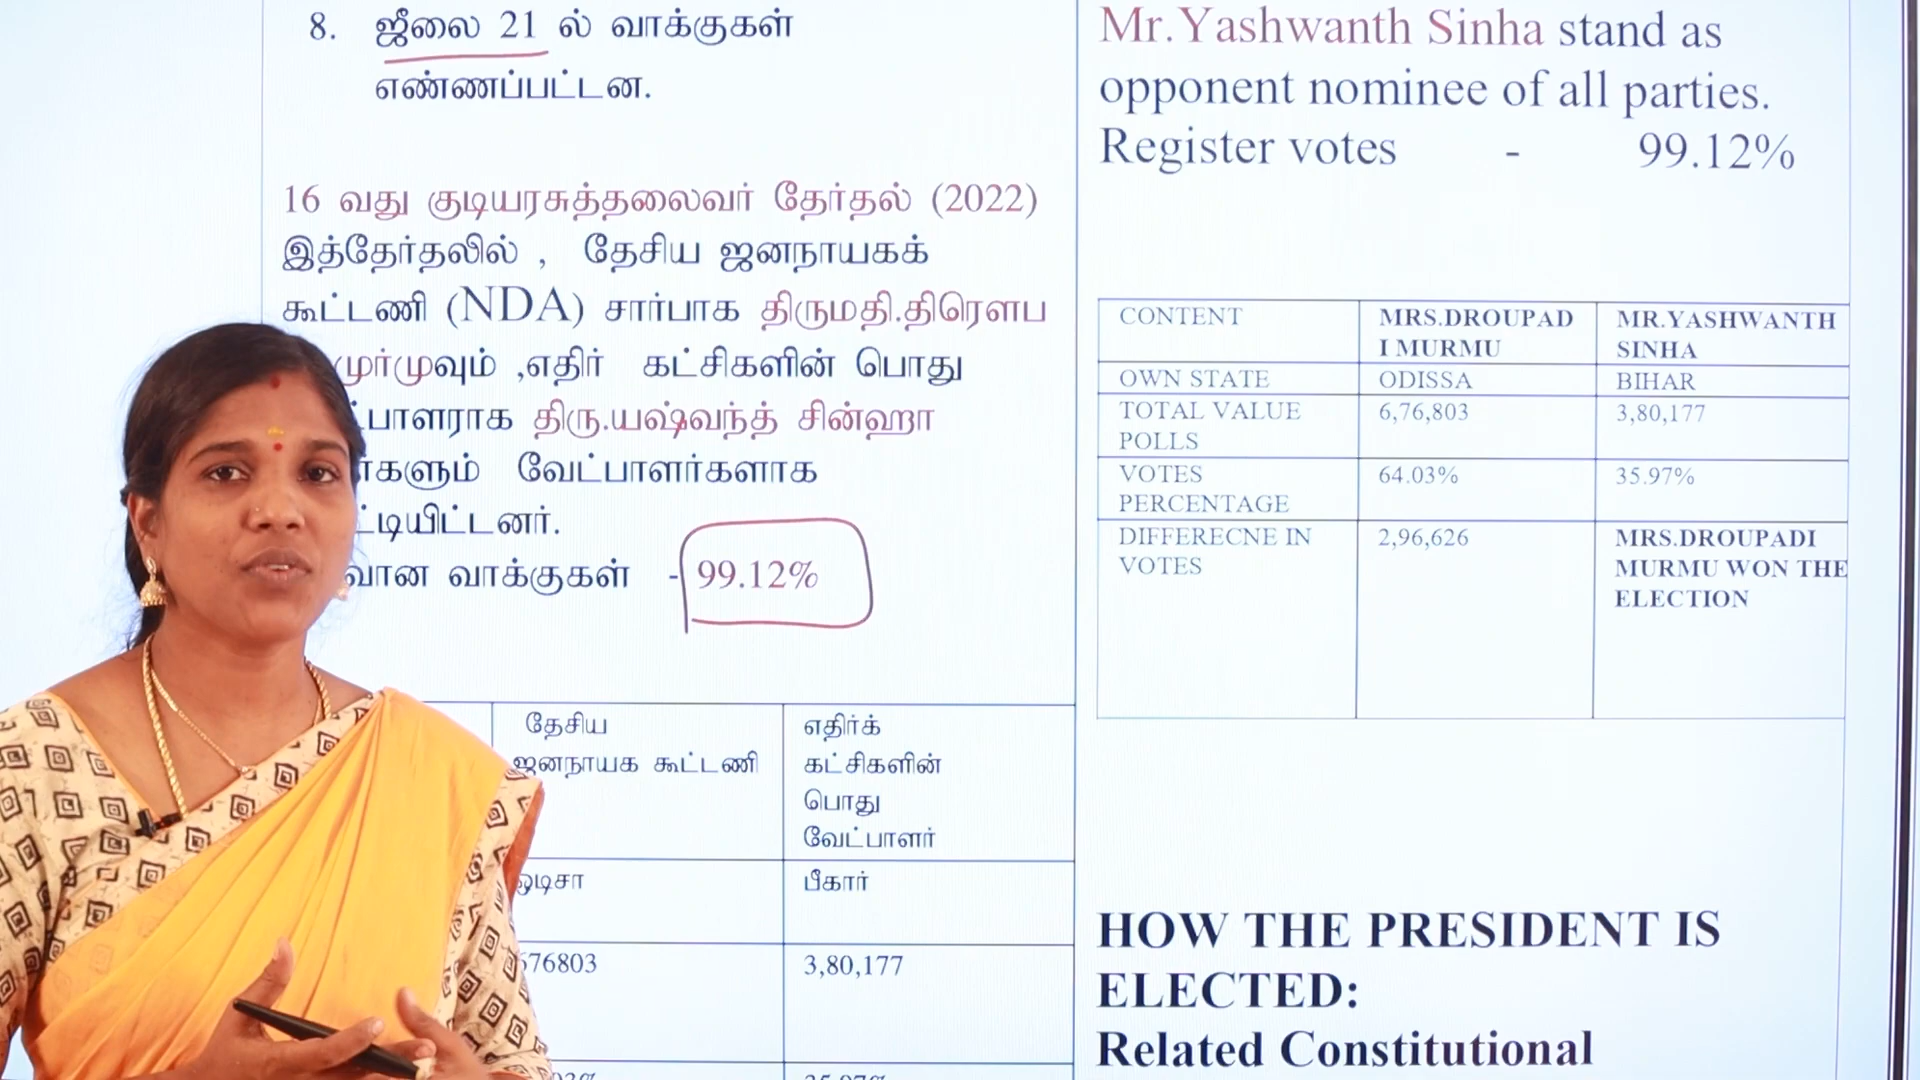 8. ஜீலை 21 ல் வாக்குகள்
எண்ணப்பட்டன.
16 வது குடியரசுத்தலைவர் தேர்தல் (2022)
இத்தேர்தலில் , தேசிய ஜனநாயகக்
கூட்டணி (NDA) சார்பாக திருமதி.திரௌப
முர்முவும் ,எதிர் கட்சிகளின் பொது
திரு.யஷ்வந்த் சின்ஹா
வேட்பாளர்களாக
வாக்குகள் - 99.12%
தேசிய
ஜனநாயக கூட்டணி
எதிர்க்
கட்சிகளின்
பொது
வேட்பாளர்
ஒடிசா
பீகார்
676803
3,80,177
Mr.Yashwanth Sinha stand as
opponent nominee of all parties.
Register votes - 99.12%
CONTENT
MRS.DROUPAD
I MURMU
MR.YASHWANTH
SINHA
OWN STATE
ODISSA
BIHAR
TOTAL VALUE
POLLS
6,76,803
3,80,177
VOTES
PERCENTAGE
64.03%
35.97%
DIFFERECNE IN
VOTES
2,96,626
MRS.DROUPADI
MURMU WON THE
ELECTION
HOW THE PRESIDENT IS
ELECTED:
Related Constitutional